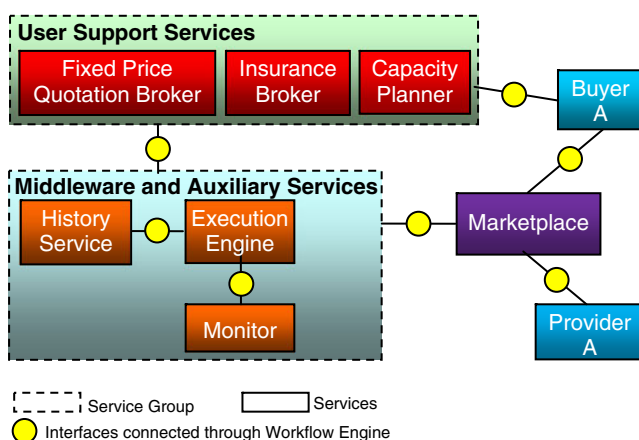 User Support Services
Fixed Price
Quotation Broker
Insurance
Broker
Capacity
Planner
Buyer
A
Middleware and Auxiliary Services
History
Service
Execution
Engine
Marketplace
Monitor
Provider
A
Service Group
Services
Interfaces connected through Workflow Engine